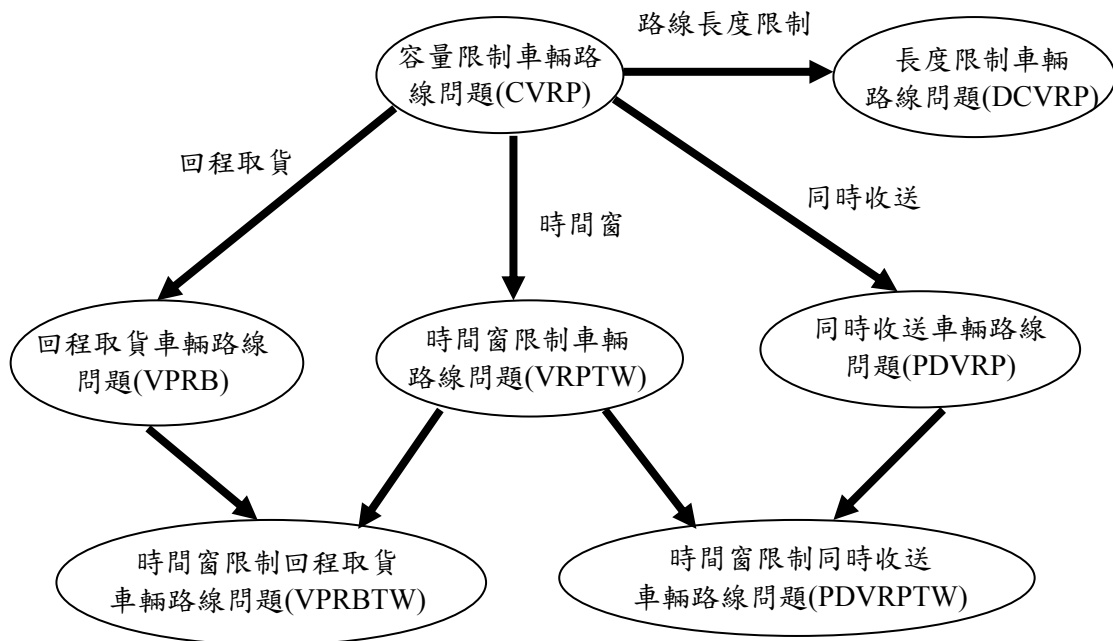 路線長度限制
容量限制車輛路
線問題(CVRP)
長度限制車輛
路線問題(DCVRP)
回程取貨
時間窗
同時收送
回程取貨車輛路線
問題(VPRB)
時間窗限制車輛
路線問題(VRPTW)
同時收送車輛路線
問題(PDVRP)
時間窗限制回程取貨
車輛路線問題(VPRBTW)
時間窗限制同時收送
車輛路線問題(PDVRPTW)